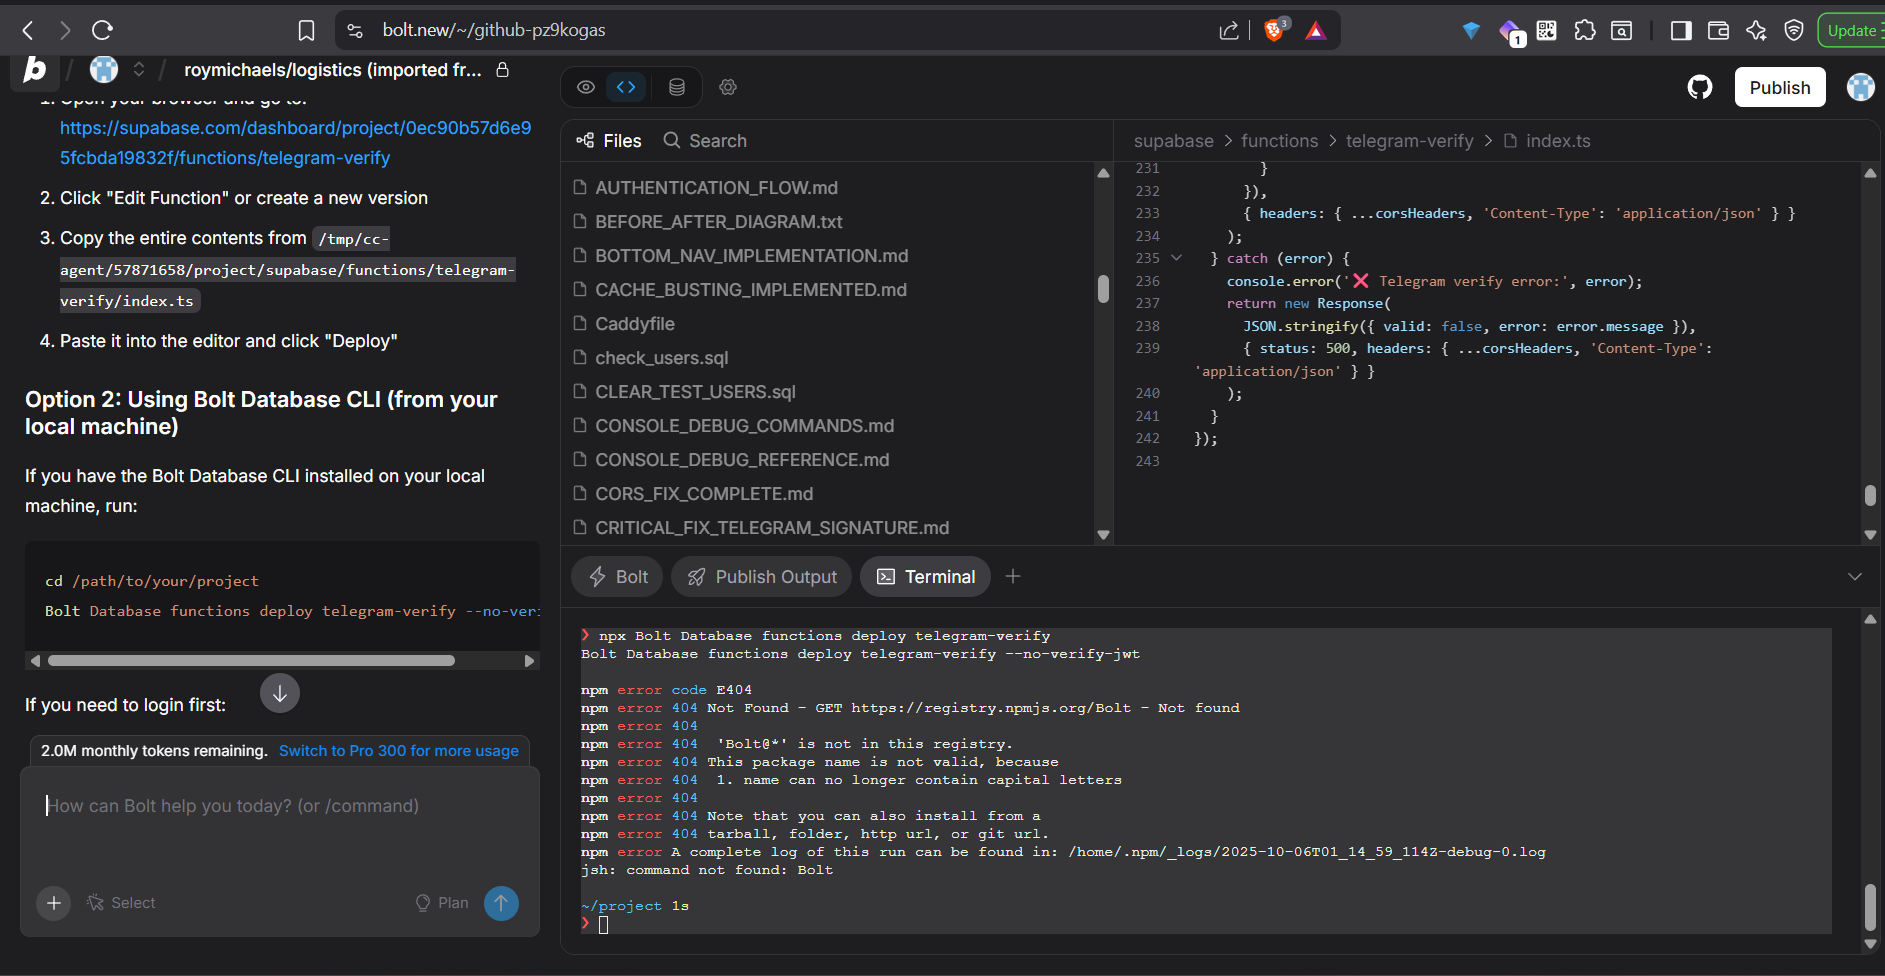 bolt.new/~/github-pz9kogas
3
1
Update
b / / roymichaels/logistics (imported fr...
Publish
1. Open your browser and go to:
https://supabase.com/dashboard/project/0ec90b57d6e9
5fcbda19832f/functions/telegram-verify
2. Click "Edit Function" or create a new version
3. Copy the entire contents from /tmp/cc-
agent/57871658/project/supabase/functions/telegram-
verify/index.ts
4. Paste it into the editor and click "Deploy"
Option 2: Using Bolt Database CLI (from your
local machine)
If you have the Bolt Database CLI installed on your local
machine, run:
cd /path/to/your/project
Bolt Database functions deploy telegram-verify --no-veri
If you need to login first:
2.0M monthly tokens remaining. Switch to Pro 300 for more usage
How can Bolt help you today? (or /command)
Select
Plan
Files Search
AUTHENTICATION_FLOW.md
BEFORE_AFTER_DIAGRAM.txt
BOTTOM_NAV_IMPLEMENTATION.md
CACHE_BUSTING_IMPLEMENTED.md
Caddyfile
check_users.sql
CLEAR_TEST_USERS.sql
CONSOLE_DEBUG_COMMANDS.md
CONSOLE_DEBUG_REFERENCE.md
CORS_FIX_COMPLETE.md
CRITICAL_FIX_TELEGRAM_SIGNATURE.md
supabase > functions > telegram-verify > index.ts
231 }
232 }),
233 { headers: { ...corsHeaders, 'Content-Type': 'application/json' } }
234 );
235 } catch (error) {
236 console.error('❌ Telegram verify error:', error);
237 return new Response(
238 JSON.stringify({ valid: false, error: error.message }),
239 { status: 500, headers: { ...corsHeaders, 'Content-Type':
'application/json' } }
240 );
241 }
242 });
243
Bolt Publish Output Terminal
❯ npx Bolt Database functions deploy telegram-verify
Bolt Database functions deploy telegram-verify --no-verify-jwt
npm error code E404
npm error 404 Not Found - GET https://registry.npmjs.org/Bolt - Not found
npm error 404
npm error 404  'Bolt@*' is not in this registry.
npm error 404 This package name is not valid, because
npm error 404  1. name can no longer contain capital letters
npm error 404
npm error 404 Note that you can also install from a
npm error 404 tarball, folder, http url, or git url.
npm error A complete log of this run can be found in: /home/.npm/_logs/2025-10-06T01_14_59_114Z-debug-0.log
jsh: command not found: Bolt
~/project 1s
❯